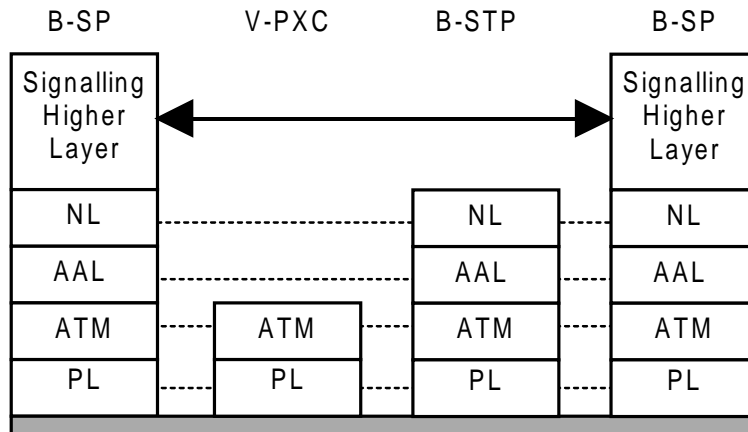 B-SP V-PXC B-STP B-SP
Signalling
Higher
Layer
Signalling
Higher
Layer
NL NL NL
AAL AAL AAL
ATM ATM ATM ATM
PL PL PL PL